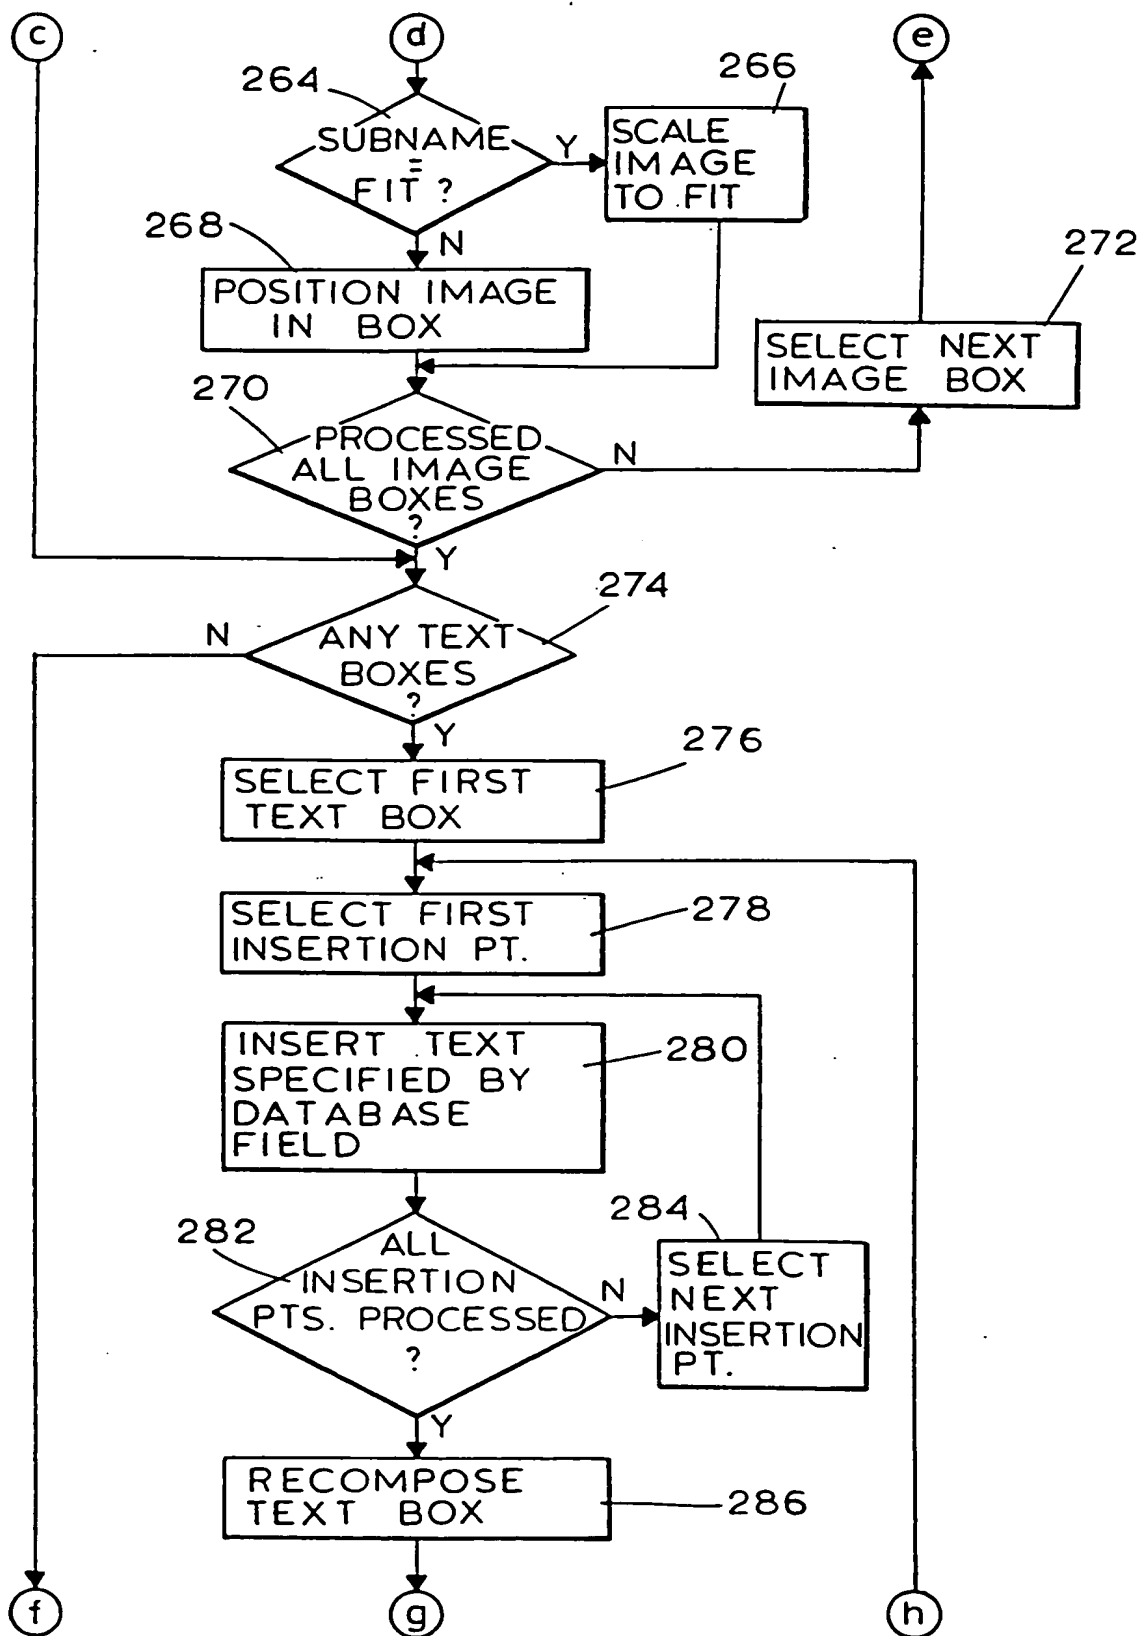 c
d
e
264
266
SUBNAME
=
FIT ?
Y
SCALE
IMAGE
TO FIT
N
268
272
POSITION IMAGE
IN BOX
SELECT NEXT
IMAGE BOX
270
PROCESSED
ALL IMAGE
BOXES
?
N
Y
274
N
ANY TEXT
BOXES
?
Y
276
SELECT FIRST
TEXT BOX
278
SELECT FIRST
INSERTION PT.
INSERT TEXT
SPECIFIED BY
DATABASE
FIELD
280
282
284
ALL
INSERTION
PTS. PROCESSED
?
N
SELECT
NEXT
INSERTION
PT.
Y
RECOMPOSE
TEXT BOX
286
f
g
h